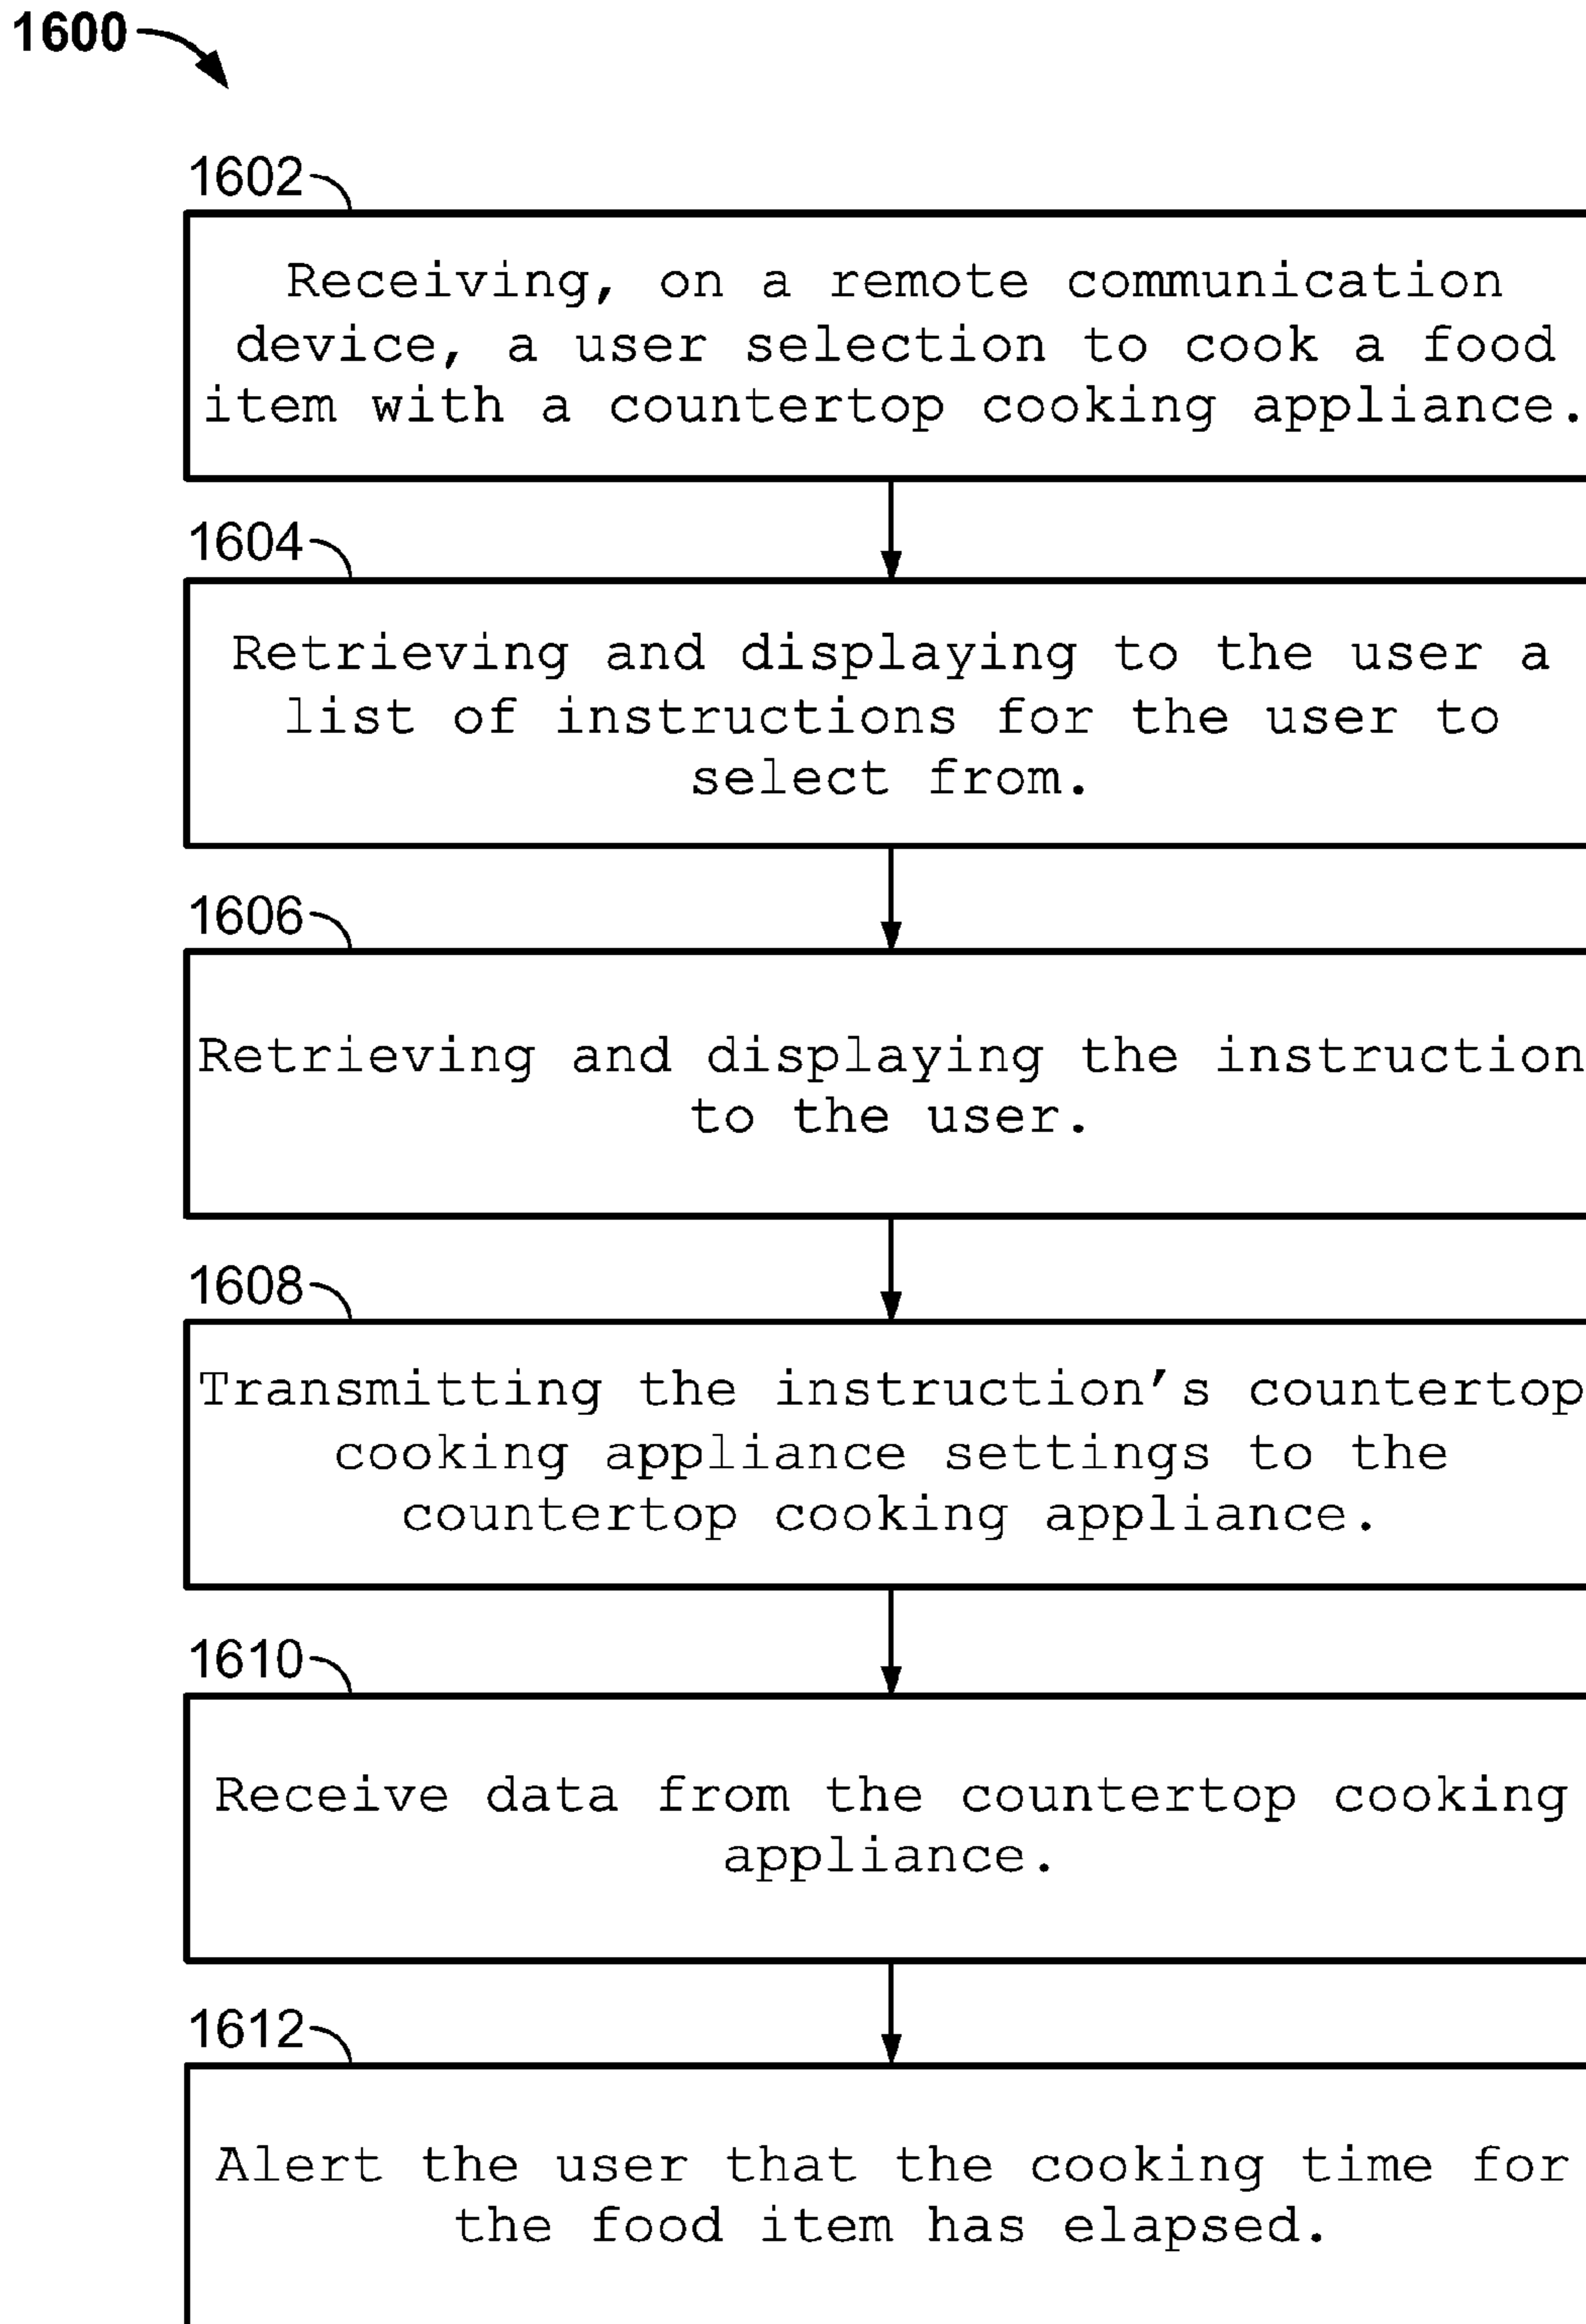 1600
1602
Receiving, on a remote communication
device, a user selection to cook a food
item with a countertop cooking appliance.
1604
Retrieving and displaying to the user a
list of instructions for the user to
select from.
1606
Retrieving and displaying the instruction
to the user.
1608
Transmitting the instruction’s countertop
cooking appliance settings to the
countertop cooking appliance.
1610
Receive data from the countertop cooking
appliance.
1612
Alert the user that the cooking time for
the food item has elapsed.